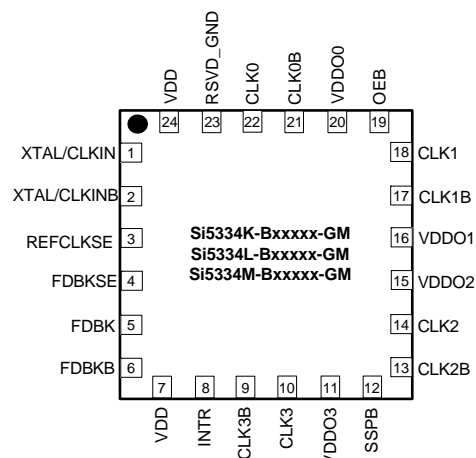 VDD
RSVD_GND
CLK0
CLK0B
VDDO0
OEB
24
23
22
21
20
19
XTAL/CLKIN
1
18
CLK1
XTAL/CLKINB
2
17
CLK1B
REFCLKSE
3
16
VDDO1
FDBKSE
4
15
VDDO2
FDBK
5
14
CLK2
FDBKB
6
13
CLK2B
Si5334K-Bxxxxx-GM
Si5334L-Bxxxxx-GM
Si5334M-Bxxxxx-GM
7
8
9
10
11
12
VDD
INTR
CLK3B
CLK3
VDDO3
SSPB